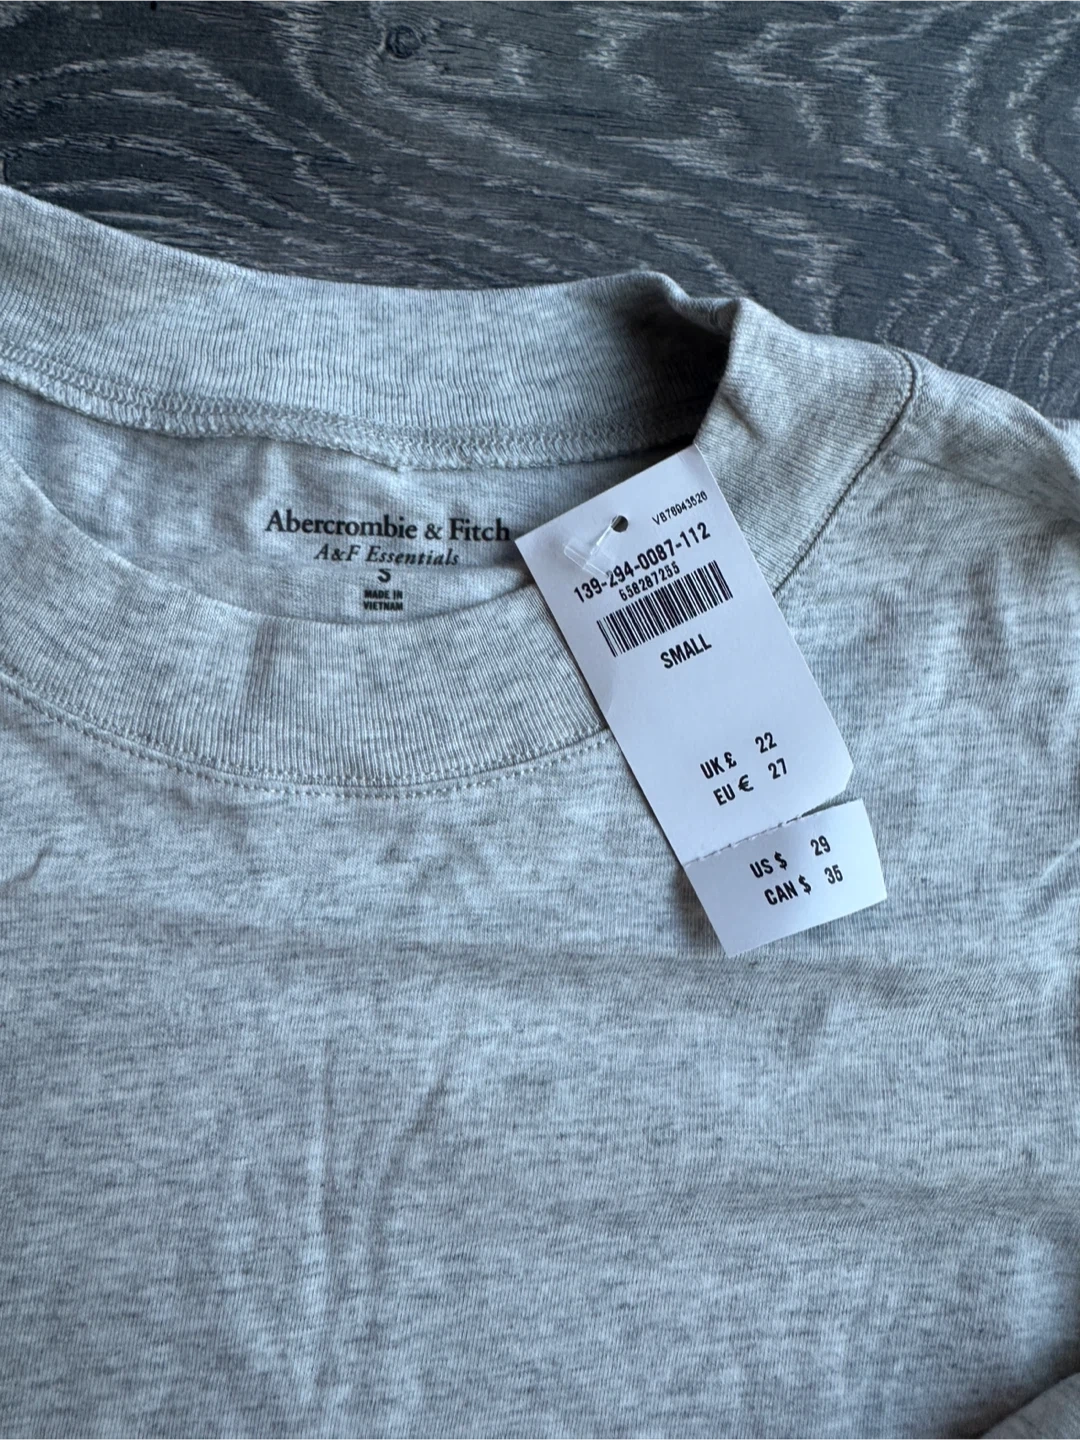 Abercrombie & Fitch
A&F Essentials
S
MADE IN
VIETNAM
VB76943520
139-294-0087-112
658287255
SMALL
UK £ 22
EU € 27
US $ 29
CAN $ 35